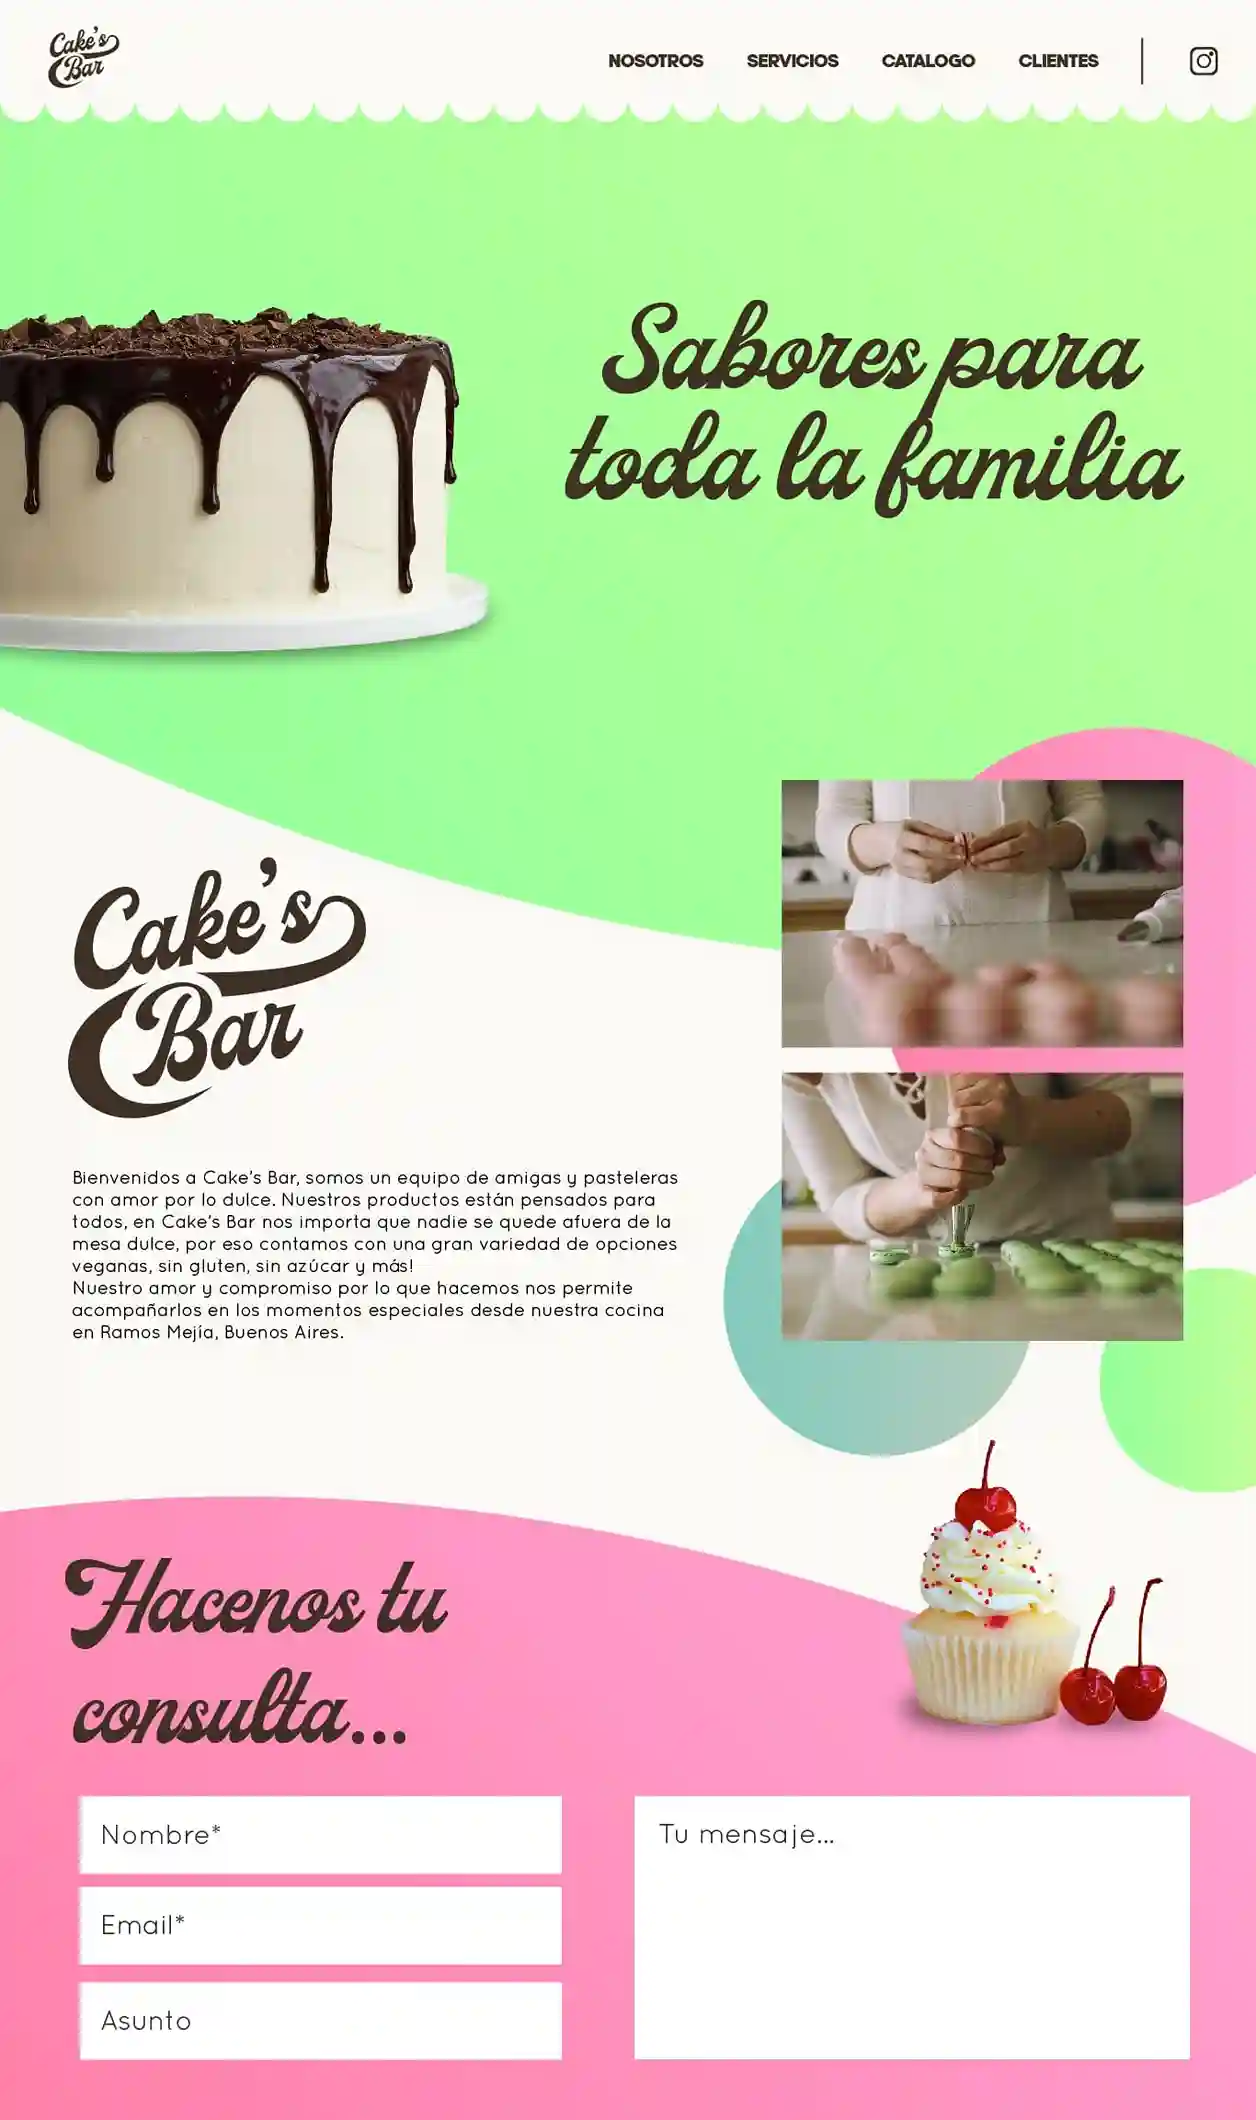 Cake's
Bar
NOSOTROS
SERVICIOS
CATALOGO
CLIENTES
Sabores para
toda la familia
Cake's
Bar
Bienvenidos a Cake's Bar, somos un equipo de amigas y pasteleras
con amor por lo dulce. Nuestros productos están pensados para
todos, en Cake's Bar nos importa que nadie se quede afuera de la
mesa dulce, por eso contamos con una gran variedad de opciones
veganas, sin gluten, sin azúcar y más!
Nuestro amor y compromiso por lo que hacemos nos permite
acompañarlos en los momentos especiales desde nuestra cocina
en Ramos Mejía, Buenos Aires.
Hacenos tu
consulta...
Nombre*
Email*
Asunto
Tu mensaje...